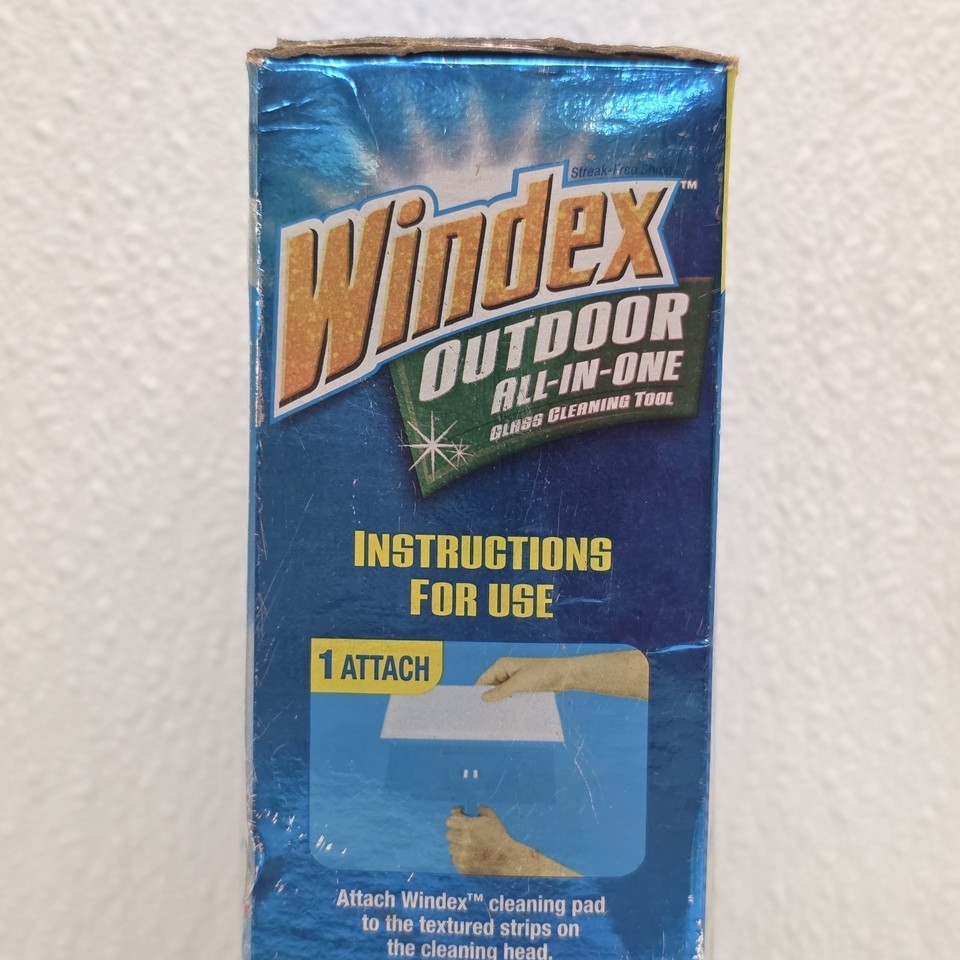 Streak-Free Shine
Windex™
OUTDOOR
ALL-IN-ONE
GLASS CLEANING TOOL
INSTRUCTIONS
FOR USE
1 ATTACH
Attach Windex™ cleaning pad
to the textured strips on
the cleaning head.